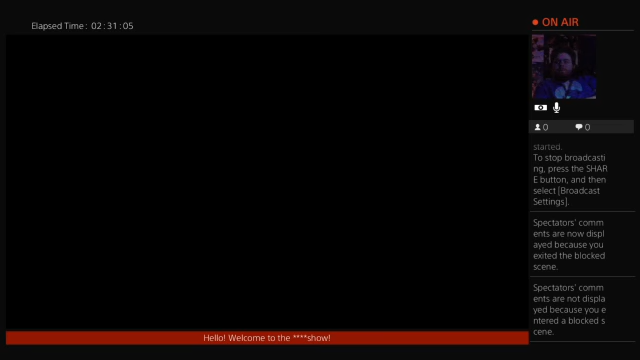 Elapsed Time : 02:31:05
ON AIR
0 0
started.
To stop broadcasti
ng, press the SHAR
E button, and then
select [Broadcast
Settings].
Spectators' comm
ents are now displ
ayed because you
exited the blocked
scene.
Spectators' comm
ents are not displa
yed because you e
ntered a blocked s
cene.
Hello! Welcome to the ****show!